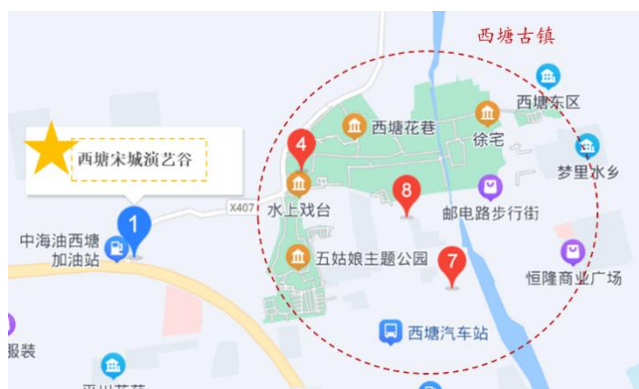 西塘古镇
西塘东区
西塘花巷
徐宅
4
西塘宋城演艺谷
梦里水乡
8
X407
水上戏台
邮电路步行街
1
中海油西塘
加油站
五姑娘主题公园
7
恒隆商业广场
西塘汽车站
服装